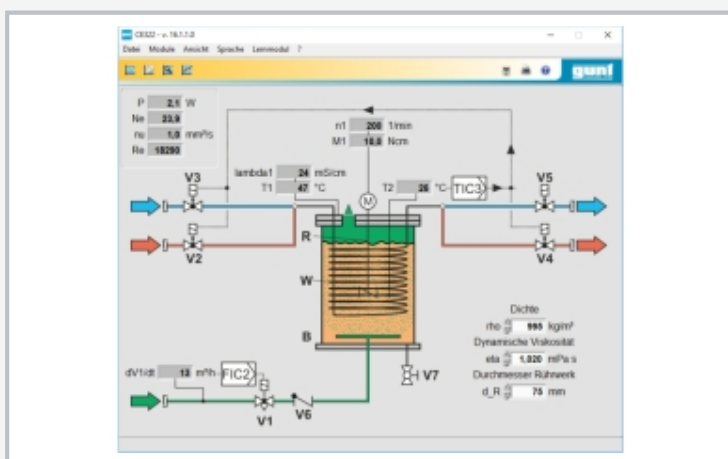 CE322 - v. 16.1.1.0
Datei Module Ansicht Sprache Lernmodul ?
gunt
P 2,1 W
Ne 23,9
nu 1,0 mm²/s
Re 18290
n1 200 1/min
M1 10,0 Ncm
lambda1 24 mS/cm
T1 47 °C
T2 26 °C
TIC3
M
V3
V5
V2
V4
R
W
B
Dichte
rho 995 kg/m³
Dynamische Viskosität
eta 1,020 mPa s
Durchmesser Rührwerk
d_R 75 mm
dV1/dt 13 m³/h
FIC2
V1
V6
V7